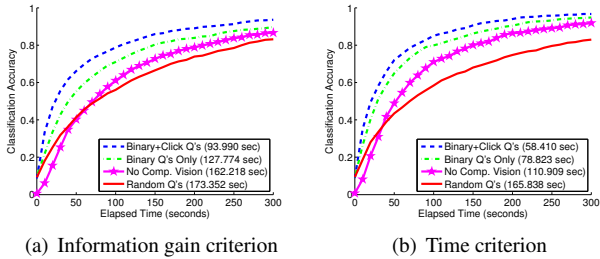 1
0.8
0.6
0.4
0.2
0
Classification Accuracy
Binary+Click Q's (93.990 sec)
Binary Q's Only (127.774 sec)
No Comp. Vision (162.218 sec)
Random Q's (173.352 sec)
0 50 100 150 200 250 300
Elapsed Time (seconds)
(a) Information gain criterion
1
0.8
0.6
0.4
0.2
0
Classification Accuracy
Binary+Click Q's (58.410 sec)
Binary Q's Only (78.823 sec)
No Comp. Vision (110.909 sec)
Random Q's (165.838 sec)
0 50 100 150 200 250 300
Elapsed Time (seconds)
(b) Time criterion